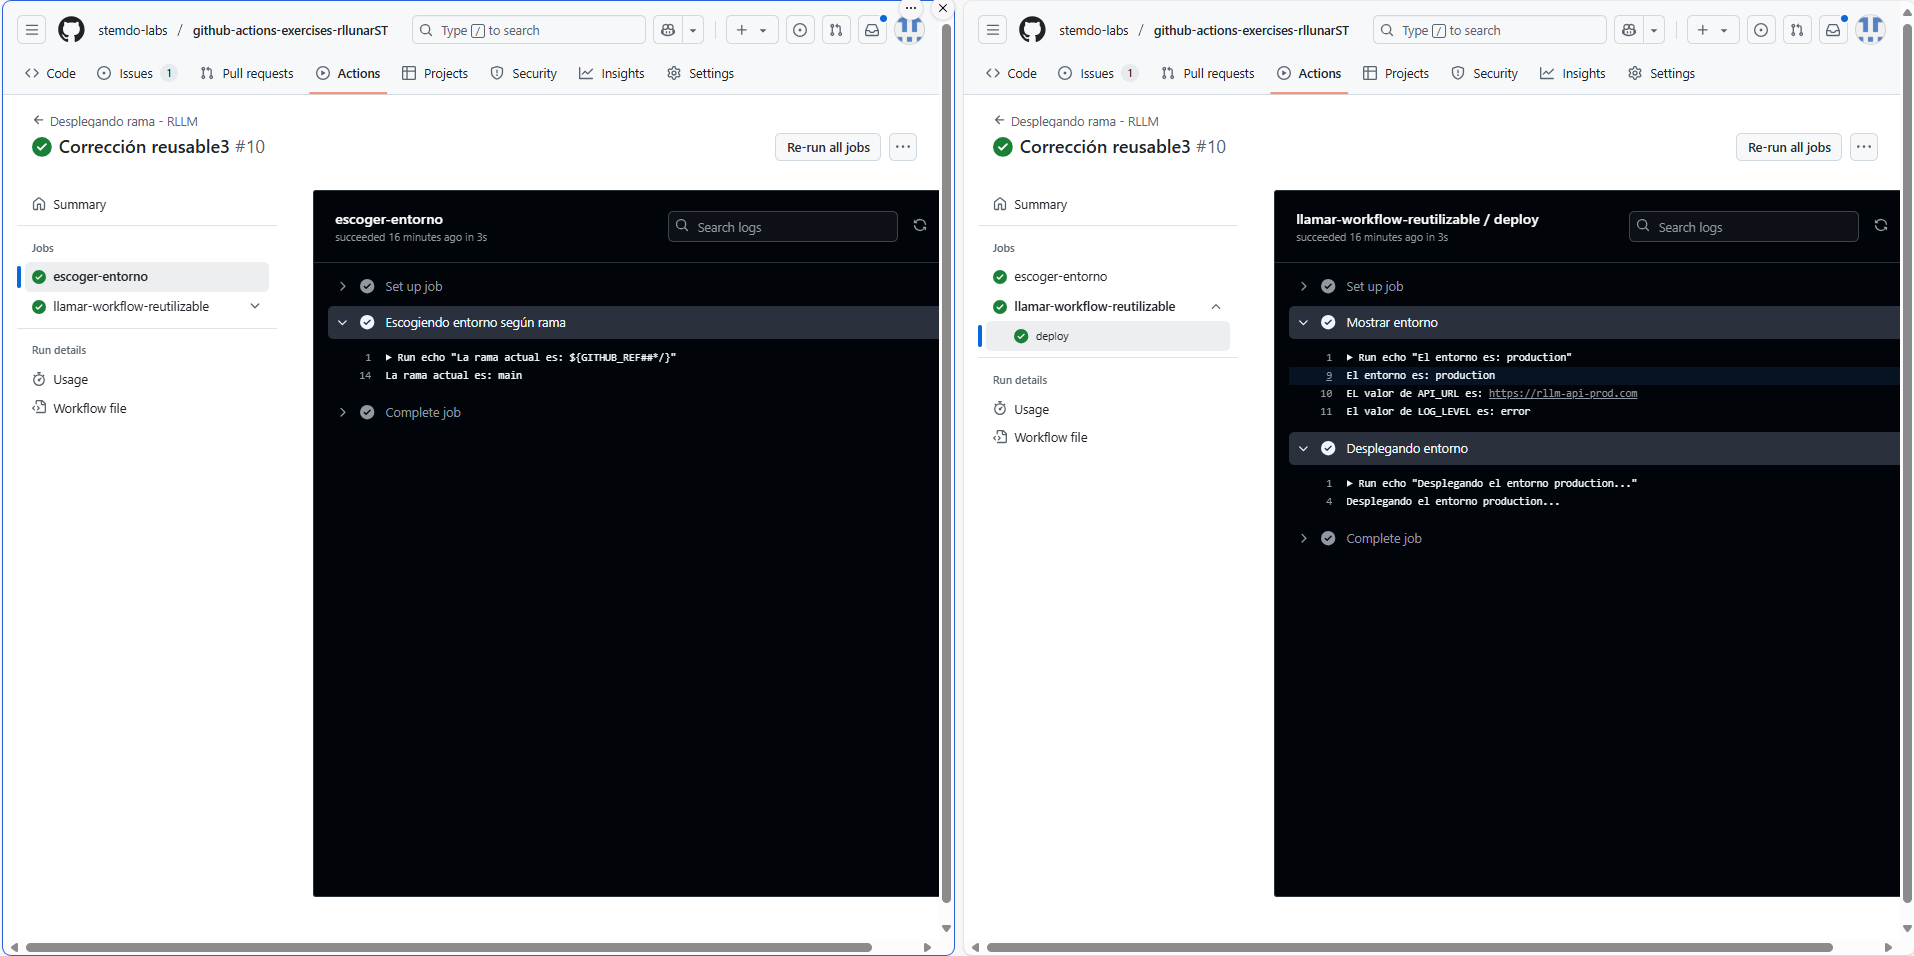 stemdo-labs / github-actions-exercises-rllunarST
Type / to search
Code
Issues 1
Pull requests
Actions
Projects
Security
Insights
Settings
Desplegando rama - RLLM
Corrección reusable3 #10
Re-run all jobs
Summary
Jobs
escoger-entorno
llamar-workflow-reutilizable
Run details
Usage
Workflow file
escoger-entorno
succeeded 16 minutes ago in 3s
Search logs
Set up job
Escogiendo entorno según rama
1 Run echo "La rama actual es: ${GITHUB_REF##*/}"
14 La rama actual es: main
Complete job
stemdo-labs / github-actions-exercises-rllunarST
Type / to search
Code
Issues 1
Pull requests
Actions
Projects
Security
Insights
Settings
Desplegando rama - RLLM
Corrección reusable3 #10
Re-run all jobs
Summary
Jobs
escoger-entorno
llamar-workflow-reutilizable
deploy
Run details
Usage
Workflow file
llamar-workflow-reutilizable / deploy
succeeded 16 minutes ago in 3s
Search logs
Set up job
Mostrar entorno
1 Run echo "El entorno es: production"
9 El entorno es: production
10 EL valor de API_URL es: https://rllm-api-prod.com
11 El valor de LOG_LEVEL es: error
Desplegando entorno
1 Run echo "Desplegando el entorno production..."
4 Desplegando el entorno production...
Complete job